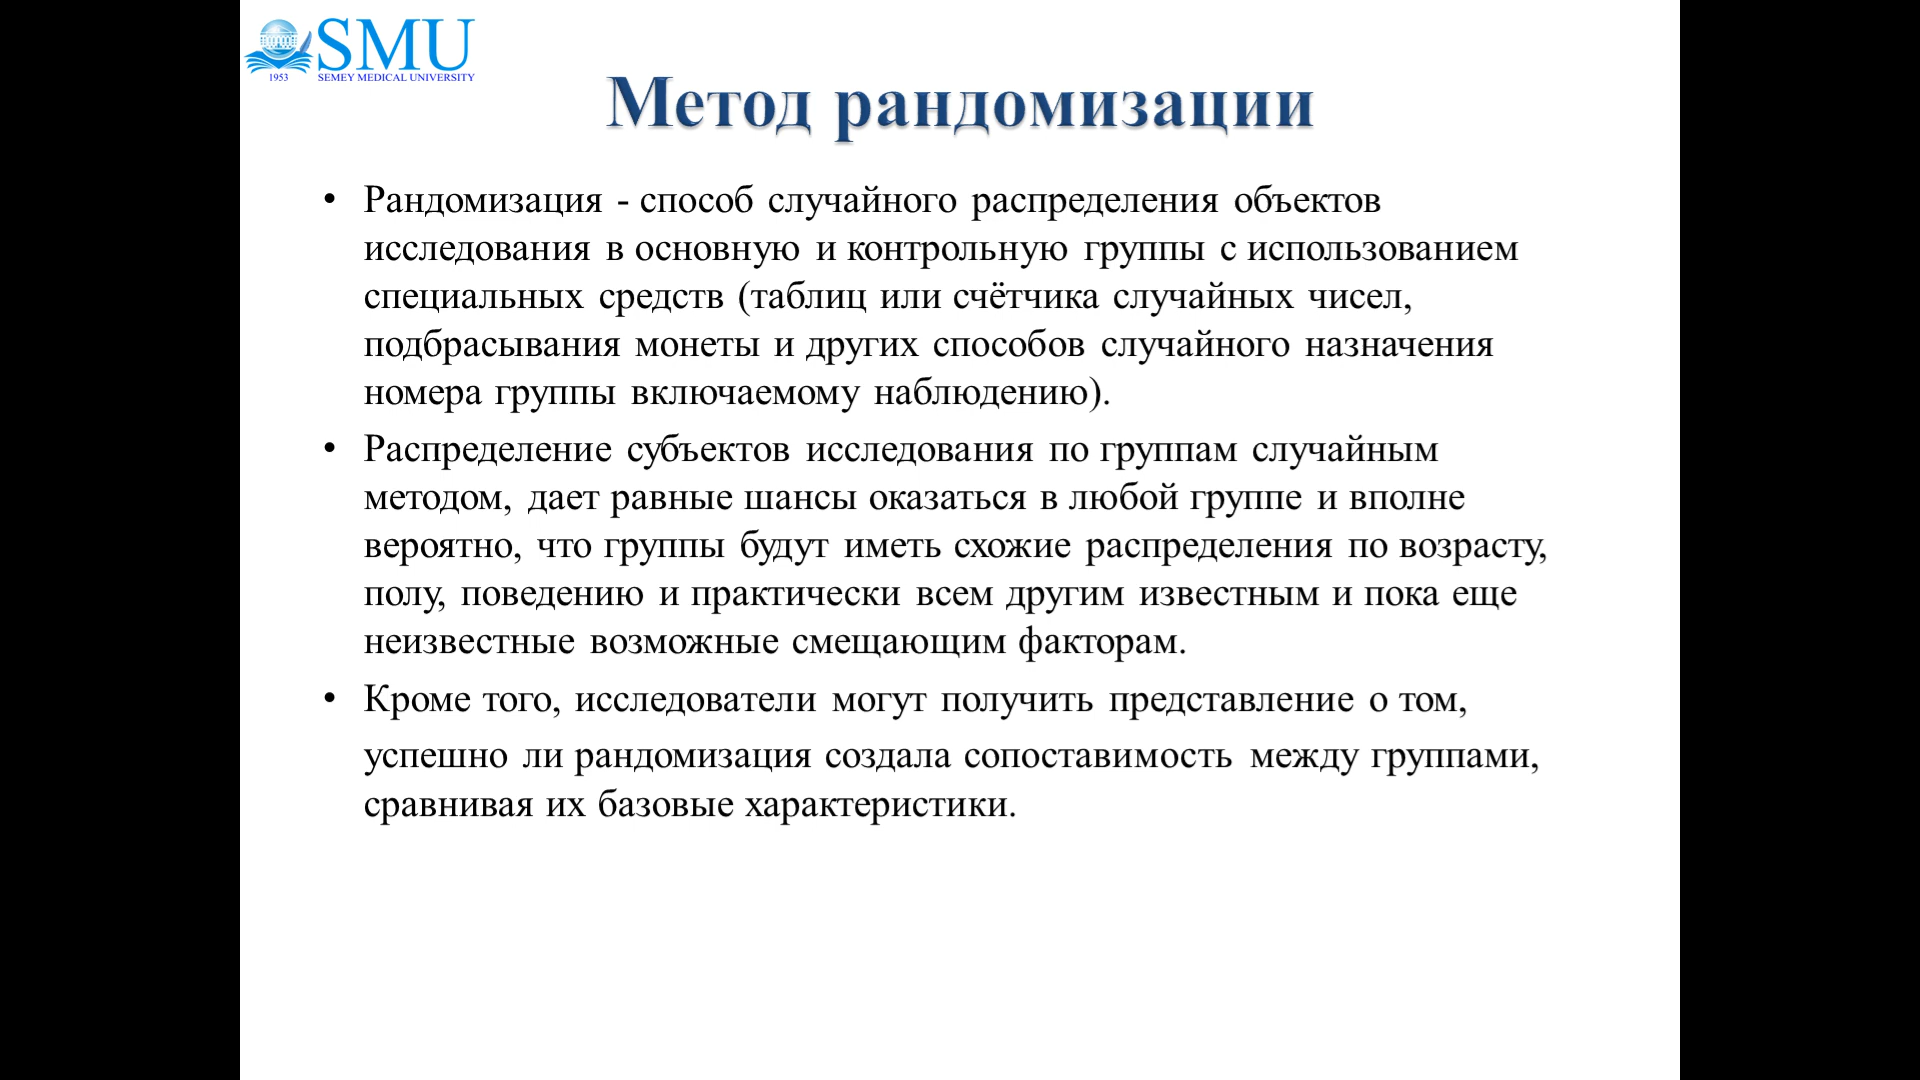 SMU
1953 SEMEY MEDICAL UNIVERSITY
Метод рандомизации
• Рандомизация - способ случайного распределения объектов
исследования в основную и контрольную группы с использованием
специальных средств (таблиц или счётчика случайных чисел,
подбрасывания монеты и других способов случайного назначения
номера группы включаемому наблюдению).
• Распределение субъектов исследования по группам случайным
методом, дает равные шансы оказаться в любой группе и вполне
вероятно, что группы будут иметь схожие распределения по возрасту,
полу, поведению и практически всем другим известным и пока еще
неизвестные возможные смещающим факторам.
• Кроме того, исследователи могут получить представление о том,
успешно ли рандомизация создала сопоставимость между группами,
сравнивая их базовые характеристики.